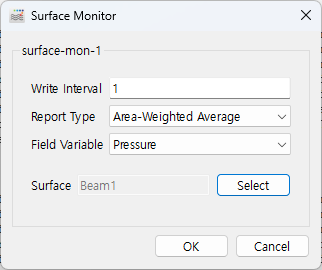 Surface Monitor
surface-mon-1
Write Interval 1
Report Type Area-Weighted Average
Field Variable Pressure
Surface Beam1 Select
OK Cancel